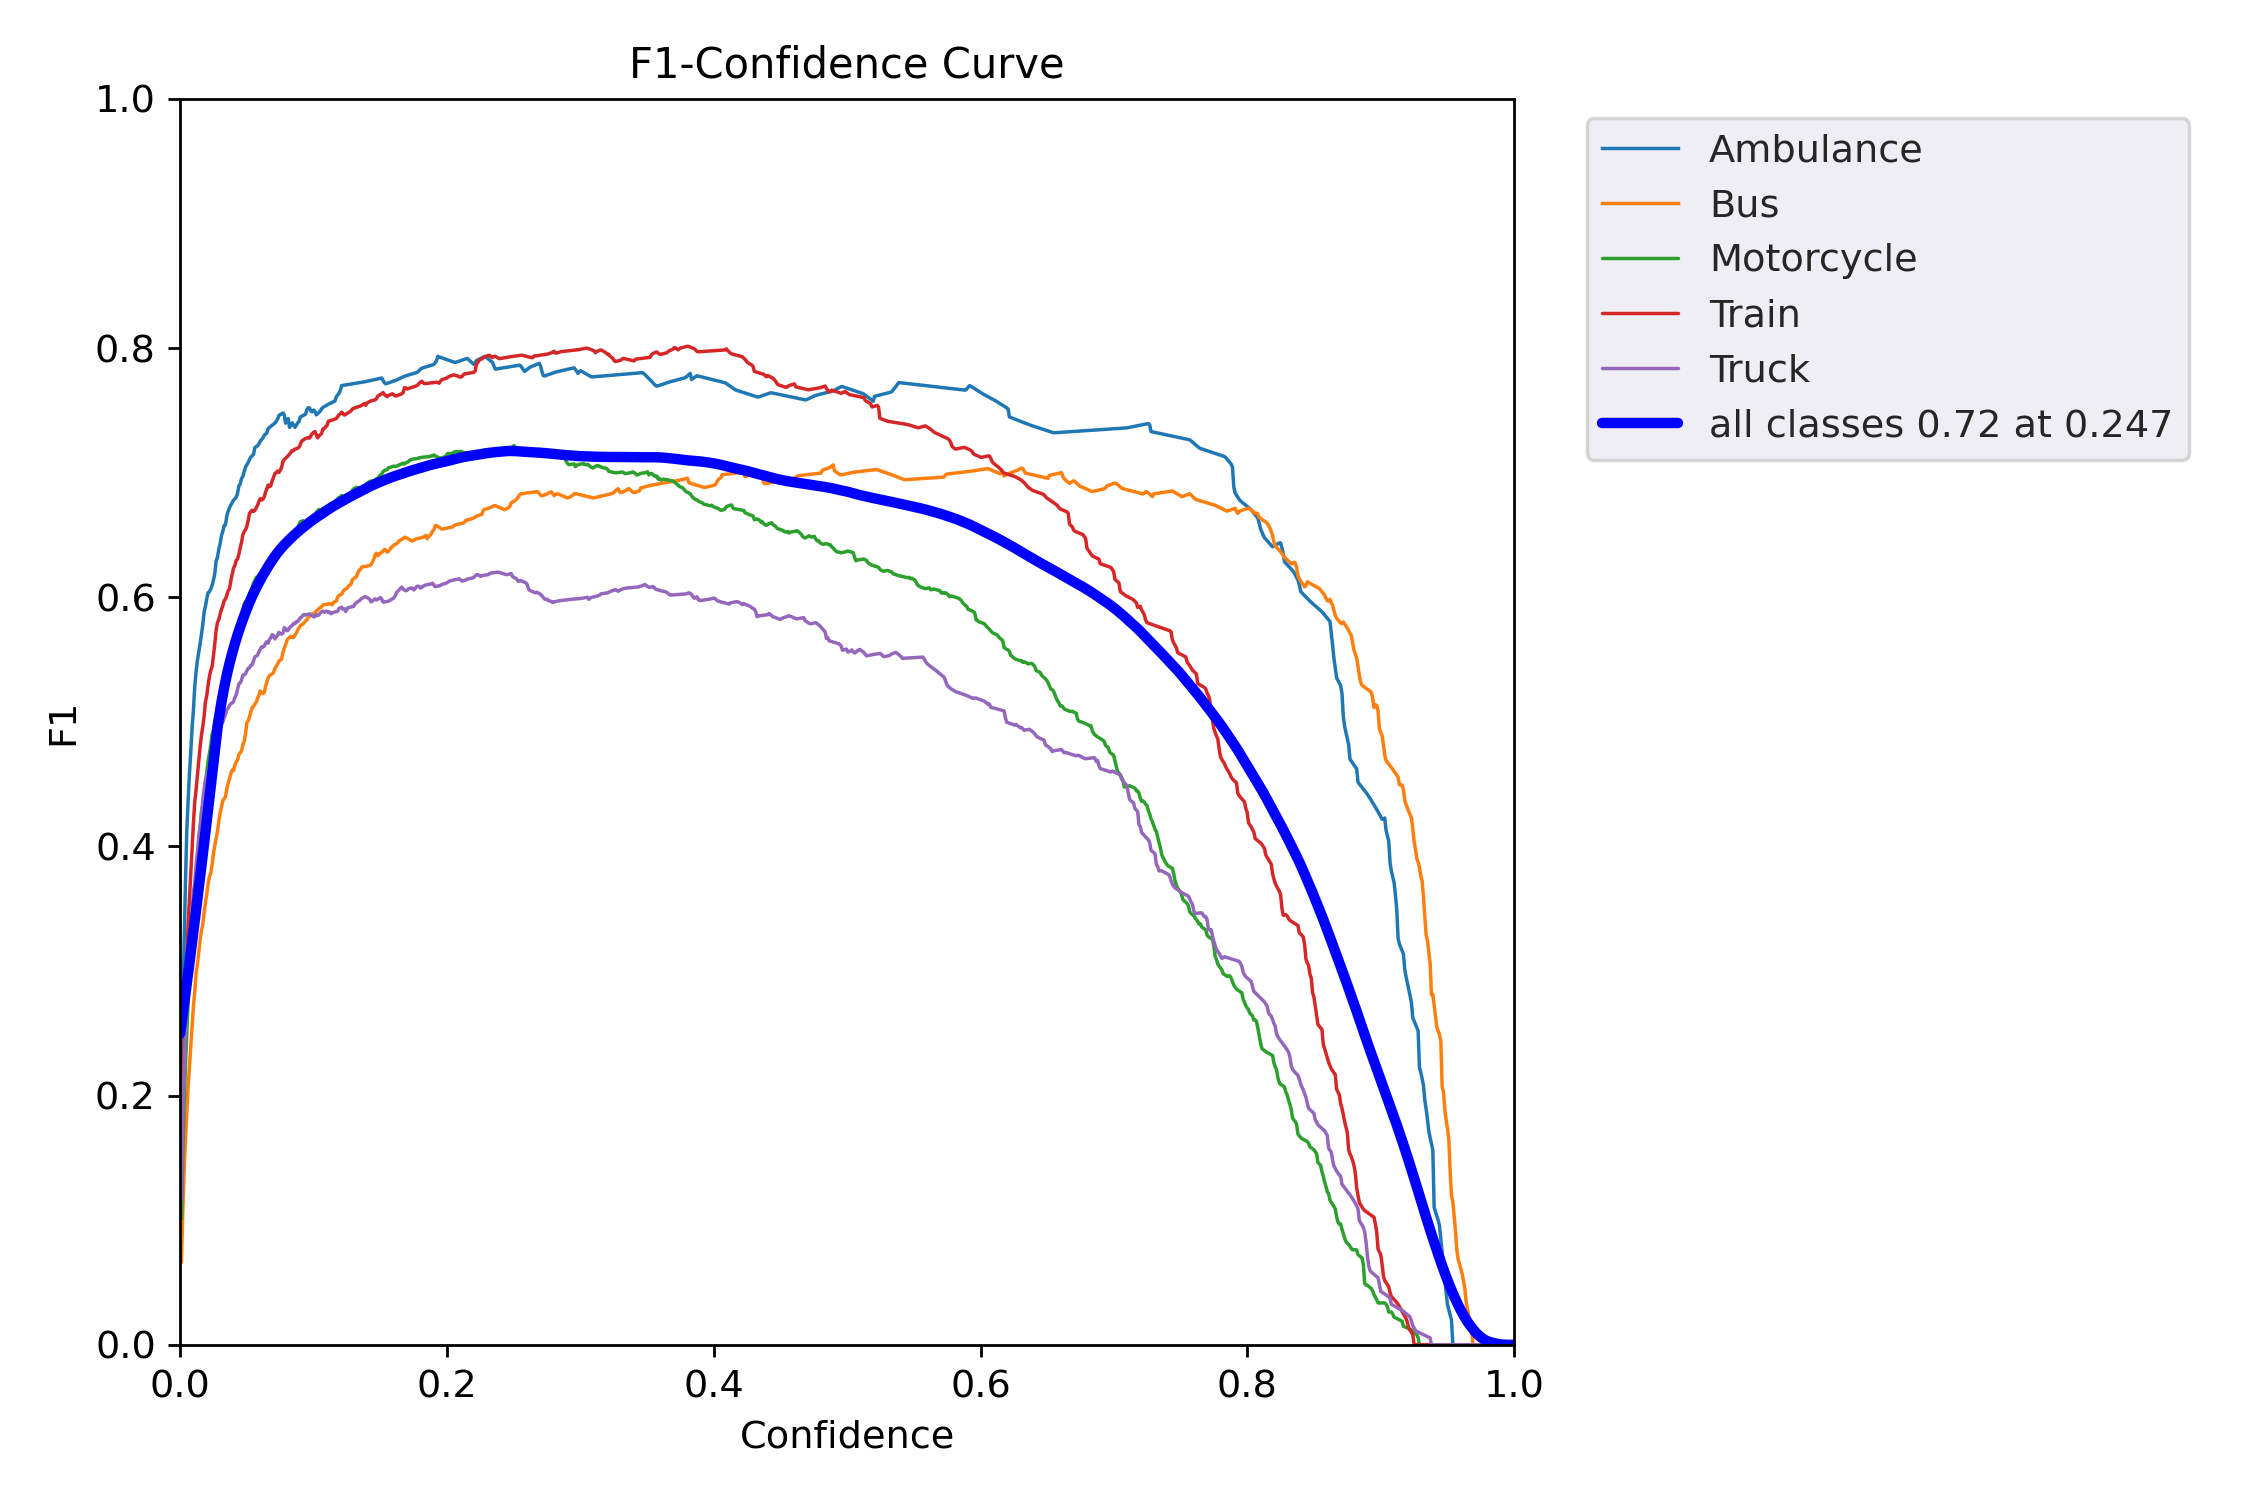 F1-Confidence Curve
1.0
0.8
0.6
0.4
0.2
0.0
F1
0.0 0.2 0.4 0.6 0.8 1.0
Confidence
Ambulance
Bus
Motorcycle
Train
Truck
all classes 0.72 at 0.247